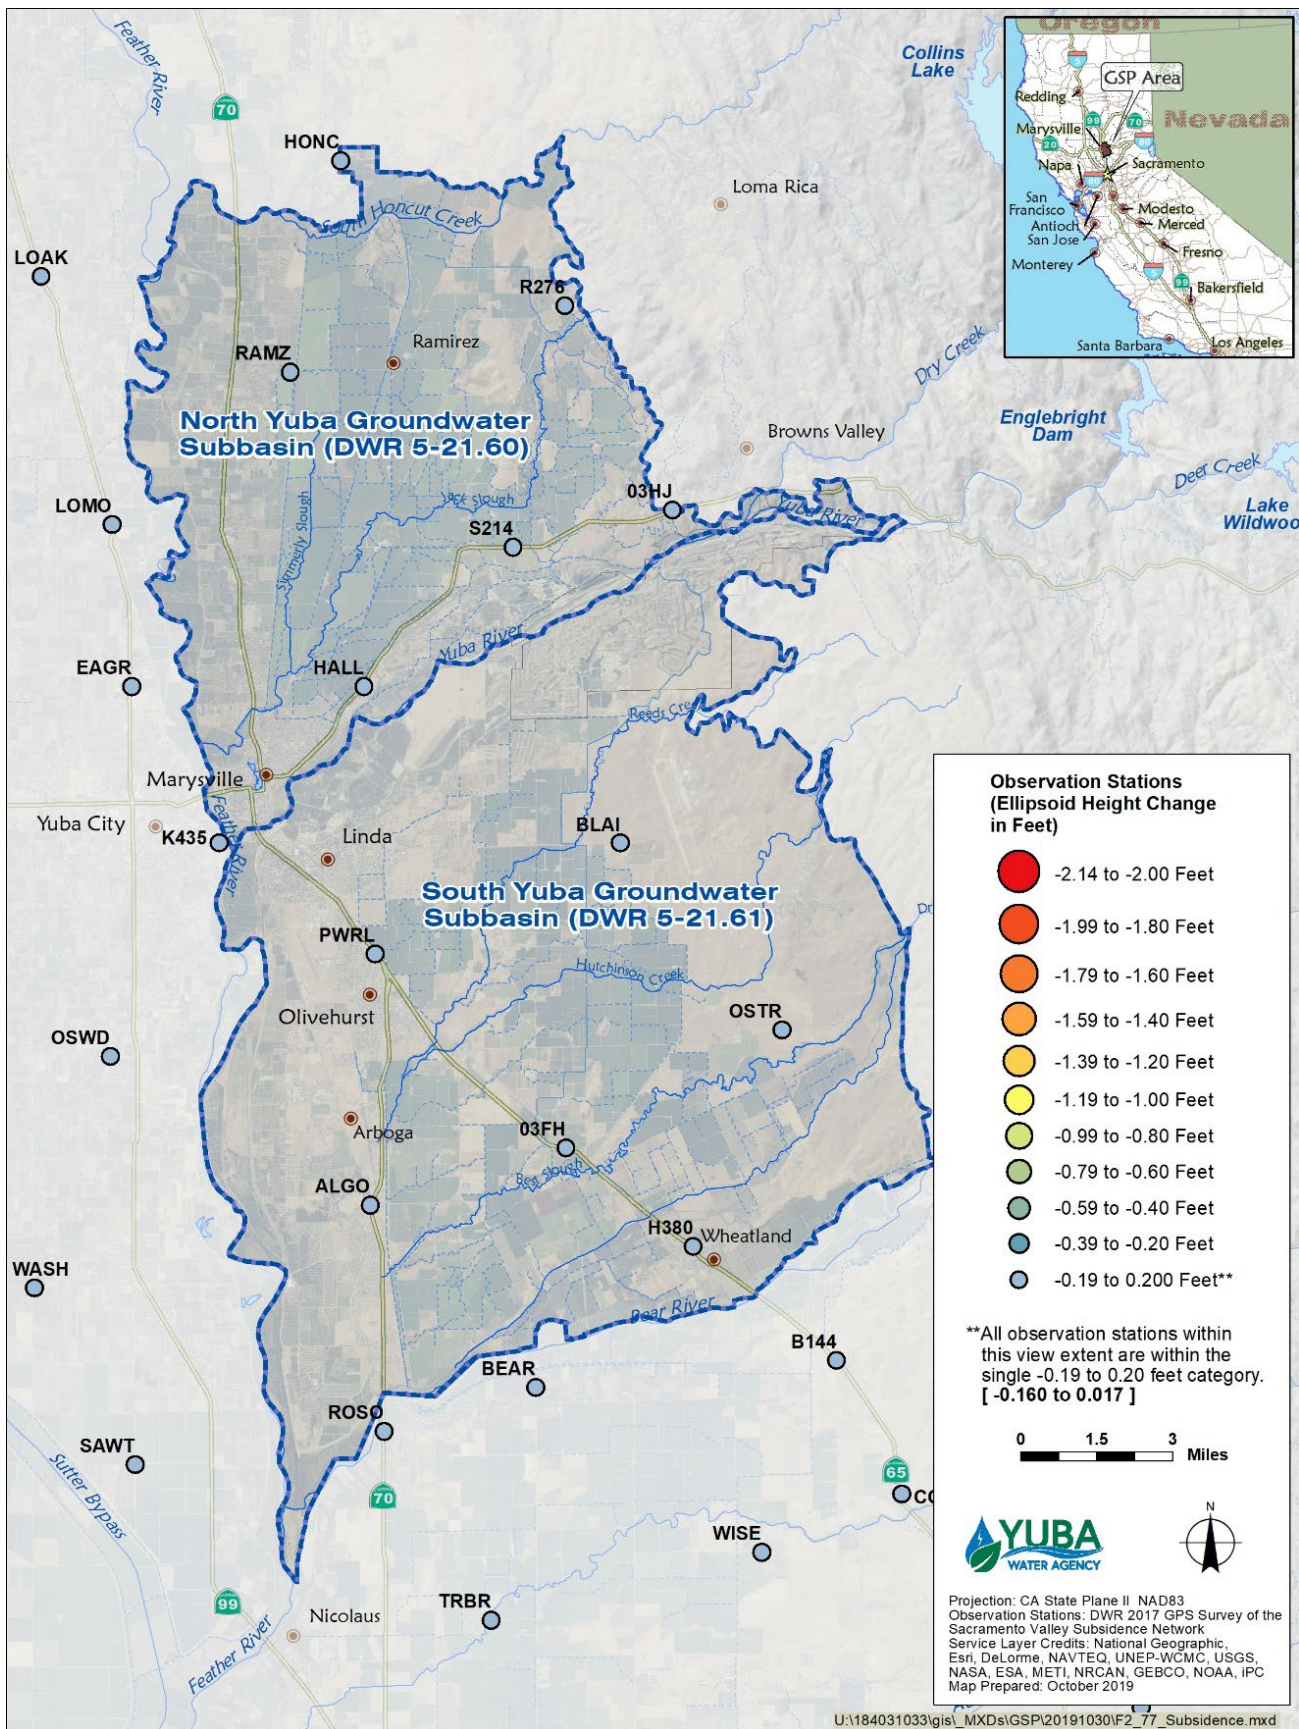 Feather River
70
Collins
Lake
Oregon
5
GSP Area
Redding
Nevada
99
70
Marysville
20
80
Napa
Sacramento
80
San
Francisco
Modesto
Antioch
Merced
San Jose
Fresno
Monterey
5
99
Bakersfield
Santa Barbara
Los Angeles
HONC
Loma Rica
South Honcut Creek
LOAK
R276
Ramirez
RAMZ
Dry Creek
North Yuba Groundwater
Subbasin (DWR 5-21.60)
Englebright
Dam
Browns Valley
Deer Creek
Lake
Wildwoo
LOMO
Jack Slough
03HJ
Yuba River
S214
Simmerly Slough
Yuba River
EAGR
HALL
Reeds Cree
Marysville
Feather River
Yuba City
K435
Linda
BLAI
South Yuba Groundwater
Subbasin (DWR 5-21.61)
Dr
PWRL
Hutchinson Creek
Olivehurst
OSTR
OSWD
Arboga
03FH
Best Slough
ALGO
H380
Wheatland
WASH
Bear River
B144
BEAR
ROSO
SAWT
Sutter Bypass
70
65
CO
WISE
99
TRBR
Nicolaus
Feather River
Observation Stations
(Ellipsoid Height Change
in Feet)
-2.14 to -2.00 Feet
-1.99 to -1.80 Feet
-1.79 to -1.60 Feet
-1.59 to -1.40 Feet
-1.39 to -1.20 Feet
-1.19 to -1.00 Feet
-0.99 to -0.80 Feet
-0.79 to -0.60 Feet
-0.59 to -0.40 Feet
-0.39 to -0.20 Feet
-0.19 to 0.200 Feet**
**All observation stations within
this view extent are within the
single -0.19 to 0.20 feet category.
[ -0.160 to 0.017 ]
0 1.5 3
Miles
YUBA
WATER AGENCY
N
Projection: CA State Plane II NAD83
Observation Stations: DWR 2017 GPS Survey of the
Sacramento Valley Subsidence Network
Service Layer Credits: National Geographic,
Esri, DeLorme, NAVTEQ, UNEP-WCMC, USGS,
NASA, ESA, METI, NRCAN, GEBCO, NOAA, iPC
Map Prepared: October 2019
U:\184031033\gis\_MXDs\GSP\20191030\F2_77_Subsidence.mxd